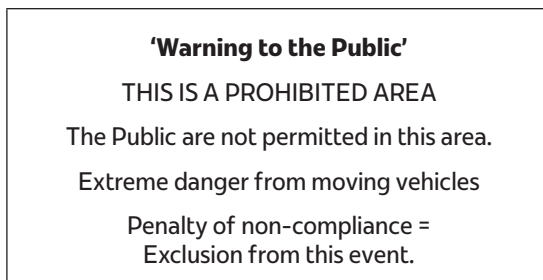 ‘Warning to the Public’
THIS IS A PROHIBITED AREA
The Public are not permitted in this area.
Extreme danger from moving vehicles
Penalty of non-compliance =
Exclusion from this event.